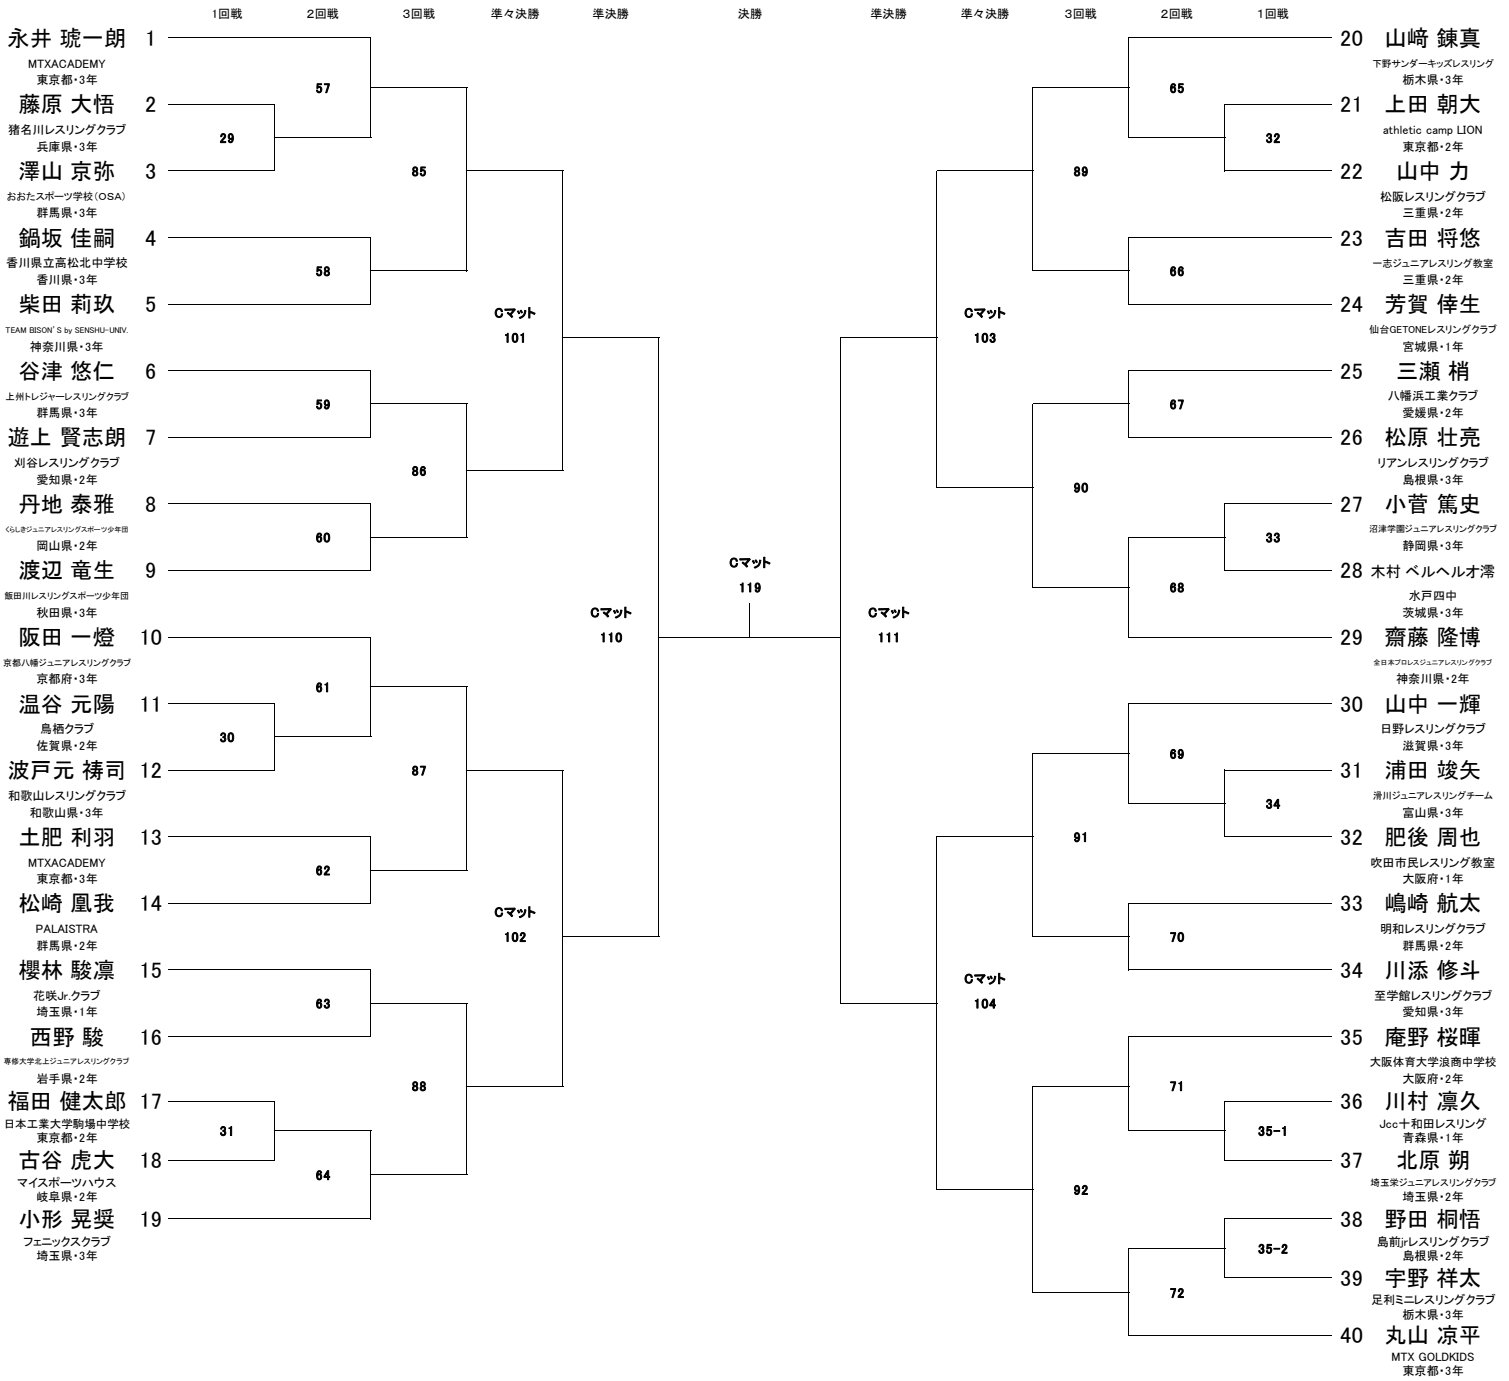 1回戦 2回戦 3回戦 準々決勝 準決勝 決勝 準決勝 準々決勝 3回戦 2回戦 1回戦
永井 琥一朗 1
MTXACADEMY
東京都・3年
57
藤原 大悟 2
猪名川レスリングクラブ
兵庫県・3年
29
澤山 京弥 3
おおたスポーツ学校(OSA)
群馬県・3年
85
鍋坂 佳嗣 4
香川県立高松北中学校
香川県・3年
58
柴田 莉玖 5
TEAM BISON'S by SENSHU-UNIV.
神奈川県・3年
Cマット
101
谷津 悠仁 6
上州トレジャーレスリングクラブ
群馬県・3年
59
遊上 賢志朗 7
刈谷レスリングクラブ
愛知県・2年
86
丹地 泰雅 8
くらしきジュニアレスリングスポーツ少年団
岡山県・2年
60
渡辺 竜生 9
飯田川レスリングスポーツ少年団
秋田県・3年
Cマット
110
阪田 一燈 10
京都八幡ジュニアレスリングクラブ
京都府・3年
61
温谷 元陽 11
鳥栖クラブ
佐賀県・2年
30
波戸元 祷司 12
和歌山レスリングクラブ
和歌山県・3年
87
土肥 利羽 13
MTXACADEMY
東京都・3年
62
松崎 凰我 14
PALAISTRA
群馬県・2年
Cマット
102
櫻林 駿凛 15
花咲Jr.クラブ
埼玉県・1年
63
西野 駿 16
専修大学北上ジュニアレスリングクラブ
岩手県・2年
88
福田 健太郎 17
日本工業大学駒場中学校
東京都・2年
31
古谷 虎大 18
マイスポーツハウス
岐阜県・2年
64
小形 晃奨 19
フェニックスクラブ
埼玉県・3年
Cマット
119
20 山﨑 錬真
下野サンダーキッズレスリング
栃木県・3年
65
21 上田 朝大
athletic camp LION
東京都・2年
32
22 山中 力
松阪レスリングクラブ
三重県・2年
89
23 吉田 将悠
一志ジュニアレスリング教室
三重県・2年
66
24 芳賀 倖生
仙台GETONEレスリングクラブ
宮城県・1年
Cマット
103
25 三瀬 梢
八幡浜工業クラブ
愛媛県・2年
67
26 松原 壮亮
リアンレスリングクラブ
島根県・3年
90
27 小菅 篤史
沼津学園ジュニアレスリングクラブ
静岡県・3年
33
28 木村 ベルヘルオ澪
水戸四中
茨城県・3年
68
29 齋藤 隆博
全日本プロレスジュニアレスリングクラブ
神奈川県・2年
Cマット
111
30 山中 一輝
日野レスリングクラブ
滋賀県・3年
69
31 浦田 竣矢
滑川ジュニアレスリングチーム
富山県・3年
34
32 肥後 周也
吹田市民レスリング教室
大阪府・1年
91
33 嶋崎 航太
明和レスリングクラブ
群馬県・2年
70
34 川添 修斗
至学館レスリングクラブ
愛知県・3年
Cマット
104
35 庵野 桜暉
大阪体育大学浪商中学校
大阪府・2年
71
36 川村 凛久
Jcc十和田レスリング
青森県・1年
35-1
37 北原 朔
埼玉栄ジュニアレスリングクラブ
埼玉県・2年
92
38 野田 桐悟
島前jrレスリングクラブ
島根県・2年
35-2
39 宇野 祥太
足利ミニレスリングクラブ
栃木県・3年
72
40 丸山 凉平
MTX GOLDKIDS
東京都・3年